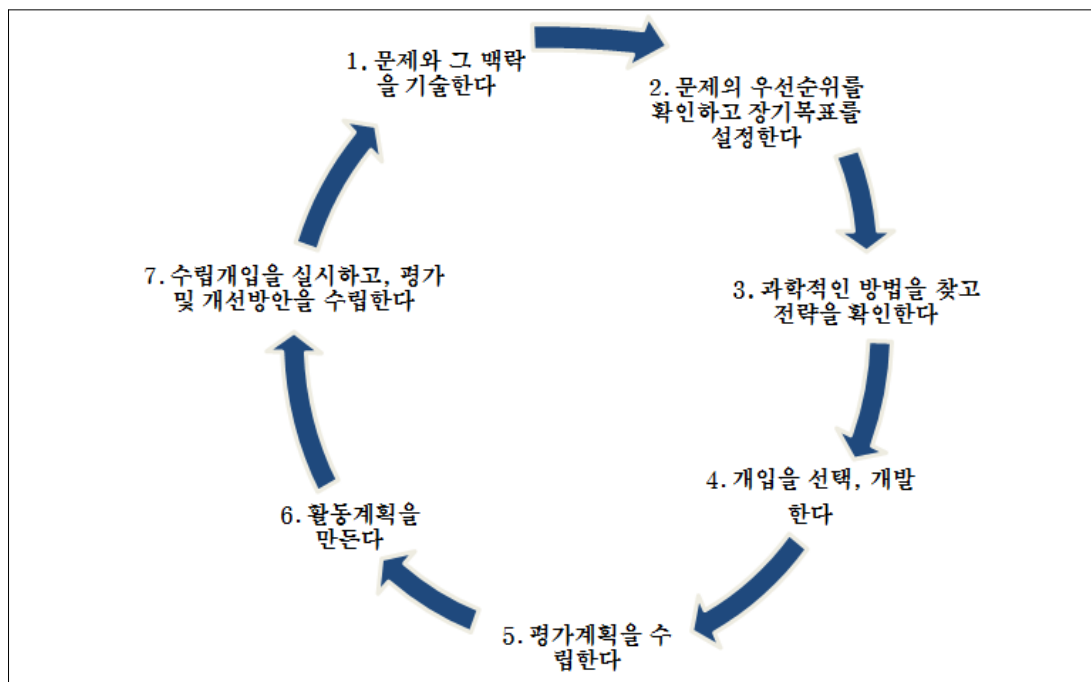 1. 문제와 그 맥락
을 기술한다
2. 문제의 우선순위를
확인하고 장기목표를
설정한다
3. 과학적인 방법을 찾고
전략을 확인한다
4. 개입을 선택, 개발
한다
5. 평가계획을 수
립한다
6. 활동계획을
만든다
7. 수립개입을 실시하고, 평가
및 개선방안을 수립한다